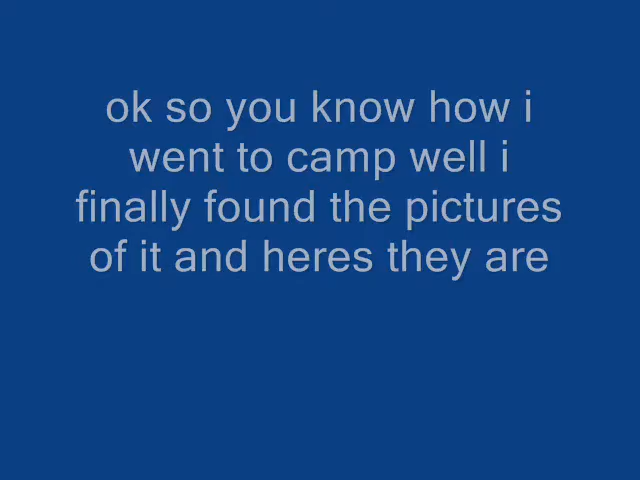 ok so you know how i
went to camp well i
finally found the pictures
of it and heres they are